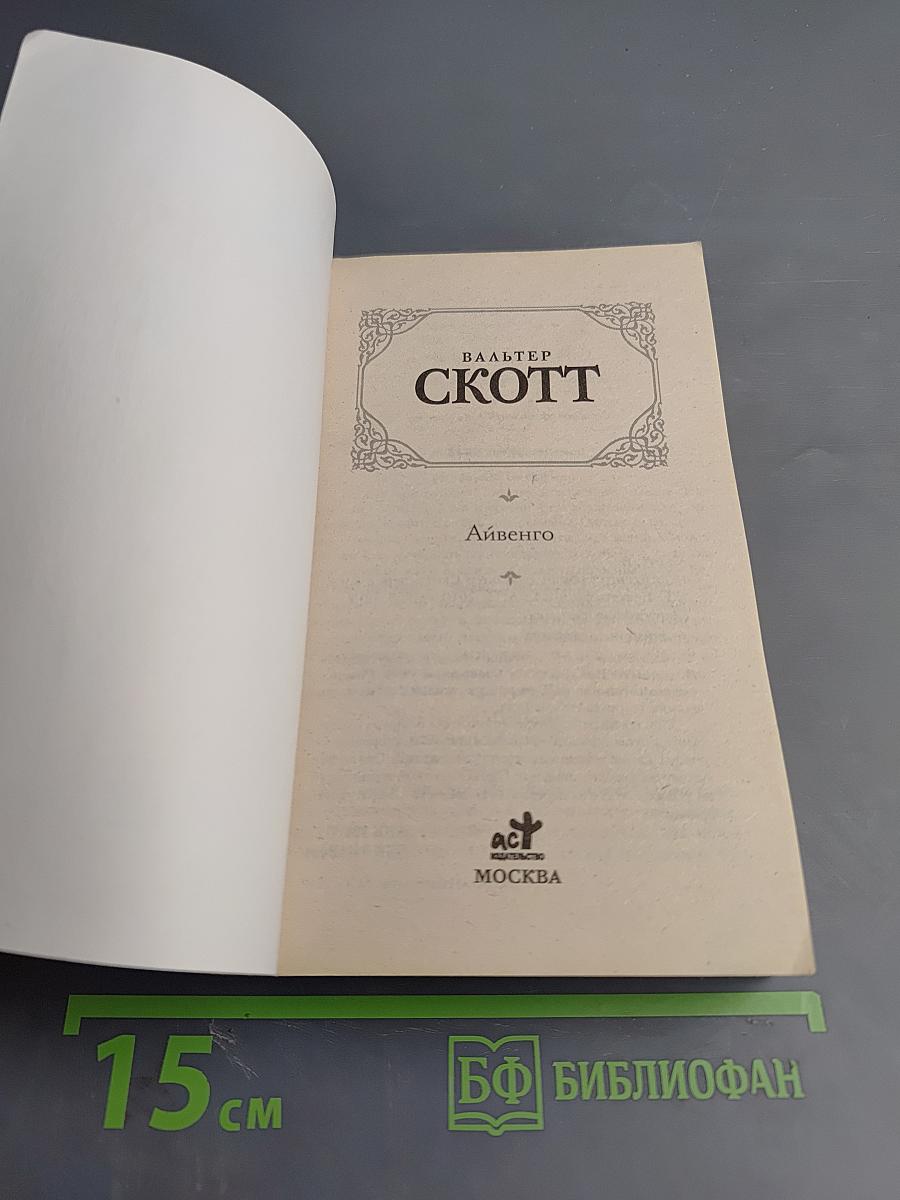 ВАЛЬТЕР
СКОТТ
Айвенго
аст
ИЗДАТЕЛЬСТВО
МОСКВА
15 см
БФ БИБЛИОФАН